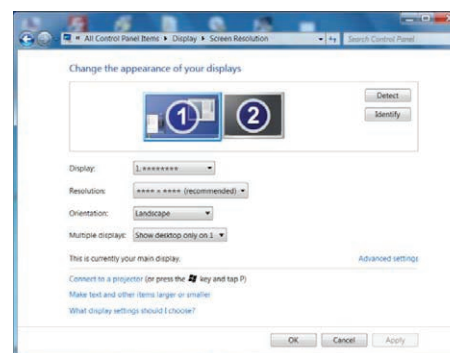 « All Control Panel Items ▸ Display ▸ Screen Resolution
Search Control Panel
Change the appearance of your displays
1
2
Detect
Identify
Display: 1. ********
Resolution: **** × **** (recommended)
Orientation: Landscape
Multiple displays: Show desktop only on 1
This is currently your main display.
Advanced settings
Connect to a projector (or press the key and tap P)
Make text and other items larger or smaller
What display settings should I choose?
OK
Cancel
Apply